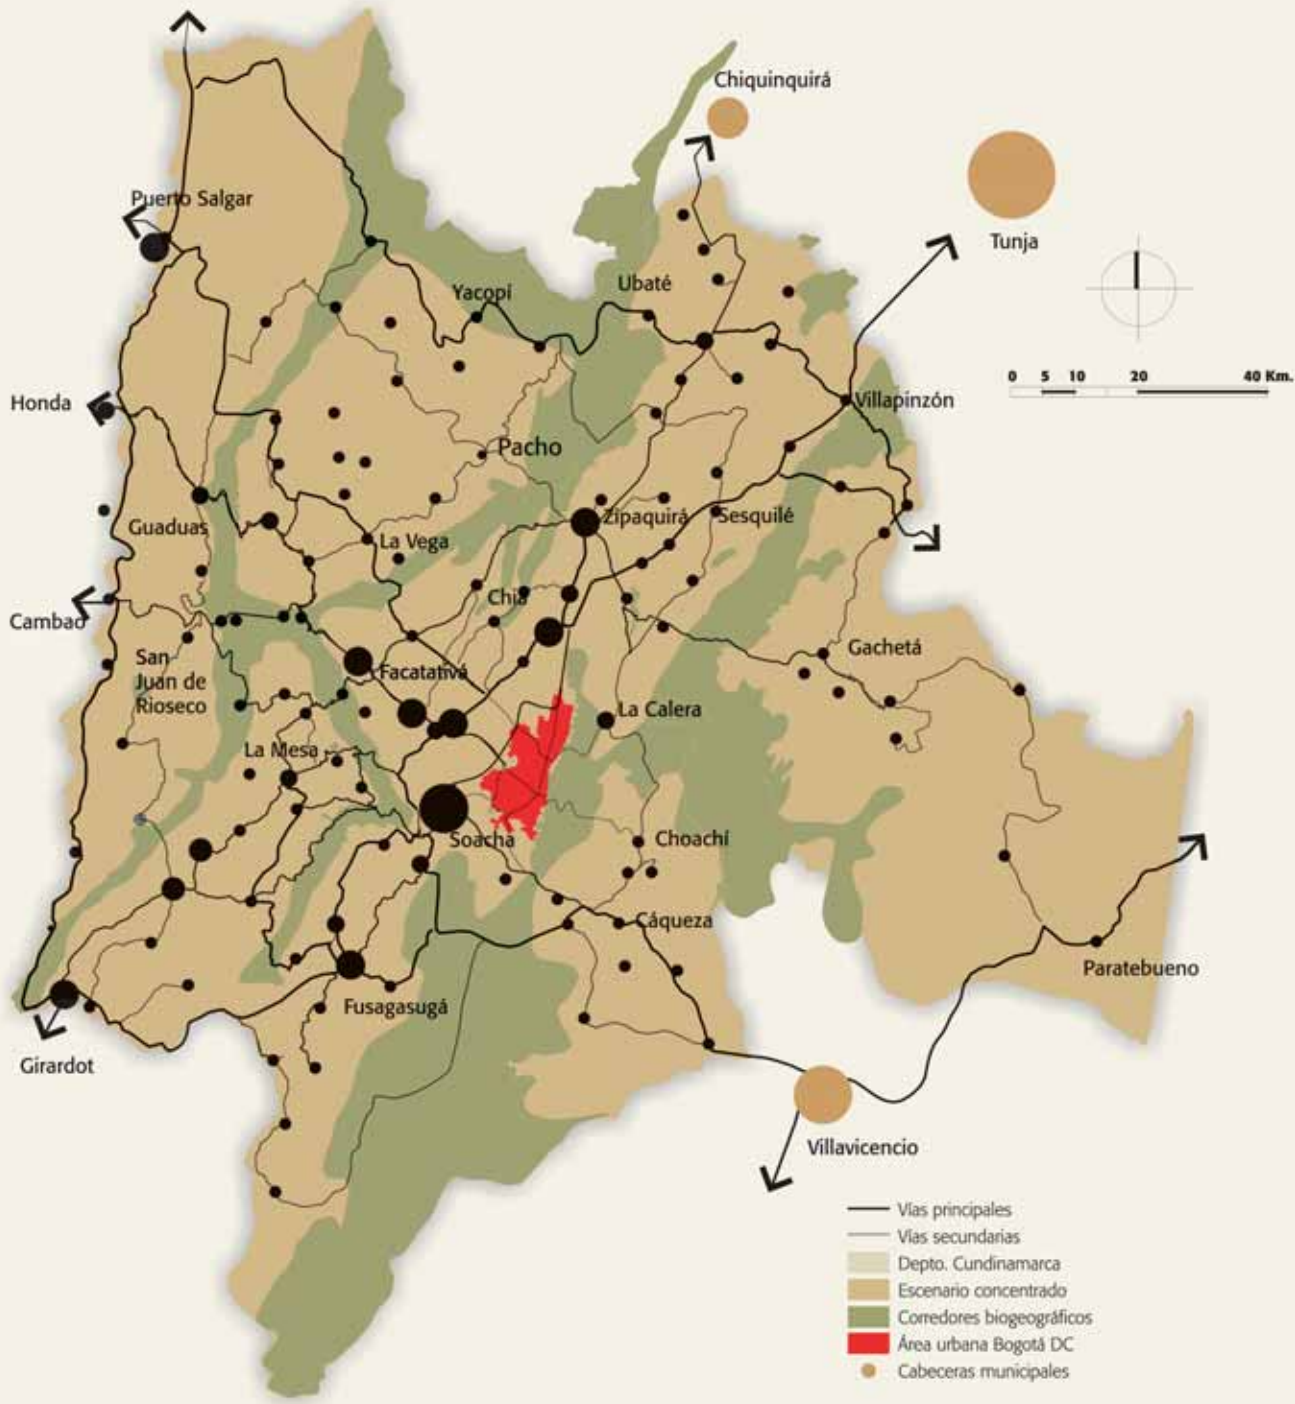 Chiquinquirá
Tunja
Puerto Salgar
Ubaté
Yacopí
0 5 10 20 40 Km.
Honda
Villapinzón
Pacho
Guaduas
Zipaquirá
Sesquilé
La Vega
Chía
Cambao
Gachetá
San
Juan de
Rioseco
Facatativá
La Calera
La Mesa
Soacha
Choachí
Cáqueza
Paratebueno
Fusagasugá
Girardot
Villavicencio
Vías principales
Vías secundarias
Depto. Cundinamarca
Escenario concentrado
Corredores biogeográficos
Área urbana Bogotá DC
Cabeceras municipales